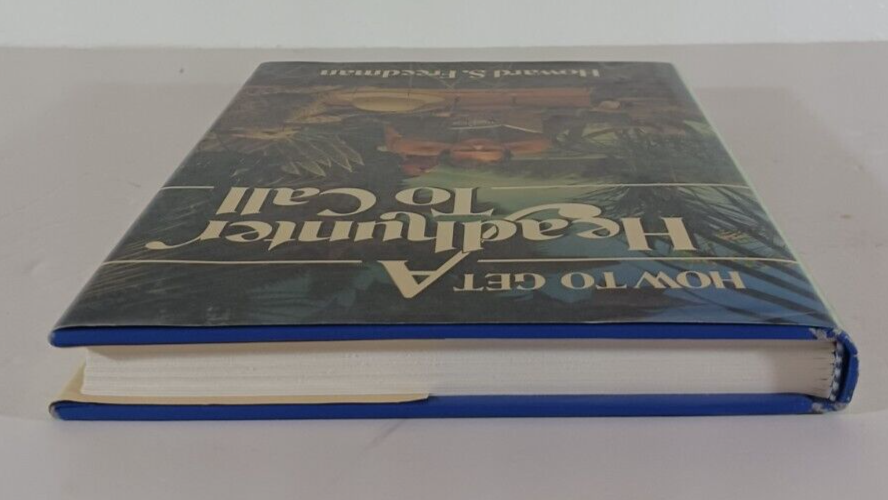 HOW TO GET
A
Headhunter
To Call
Howard S. Freedman